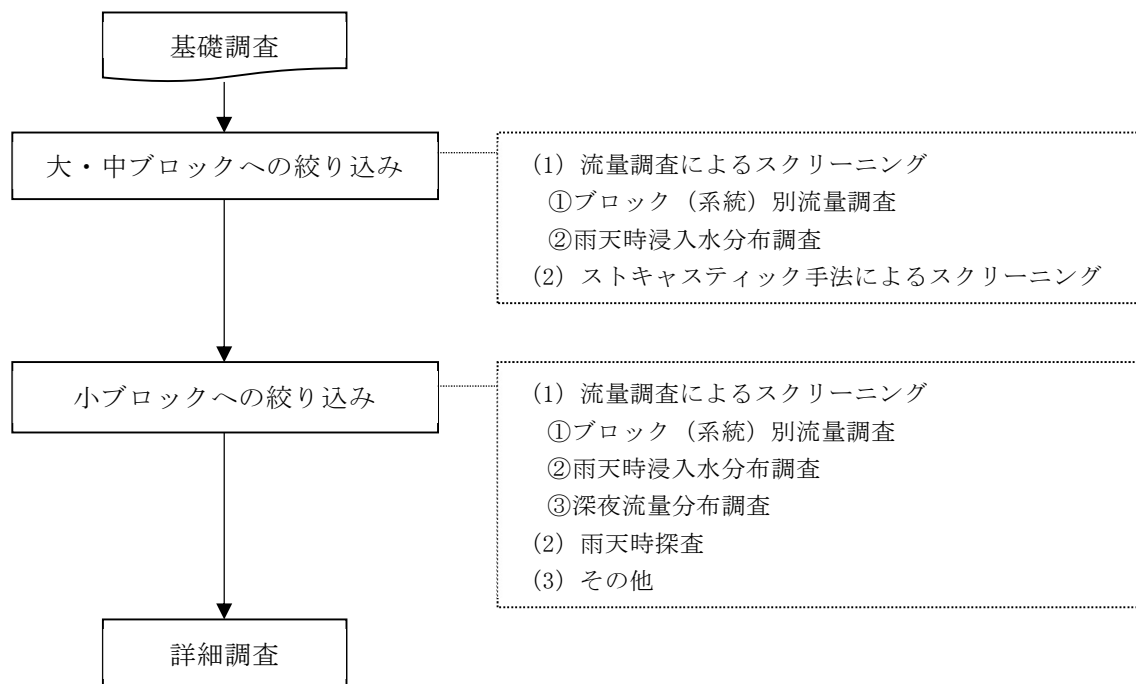 基礎調査
大・中ブロックへの絞り込み
(1) 流量調査によるスクリーニング
①ブロック（系統）別流量調査
②雨天時浸入水分布調査
(2) ストキャスティック手法によるスクリーニング
小ブロックへの絞り込み
(1) 流量調査によるスクリーニング
①ブロック（系統）別流量調査
②雨天時浸入水分布調査
③深夜流量分布調査
(2) 雨天時探査
(3) その他
詳細調査